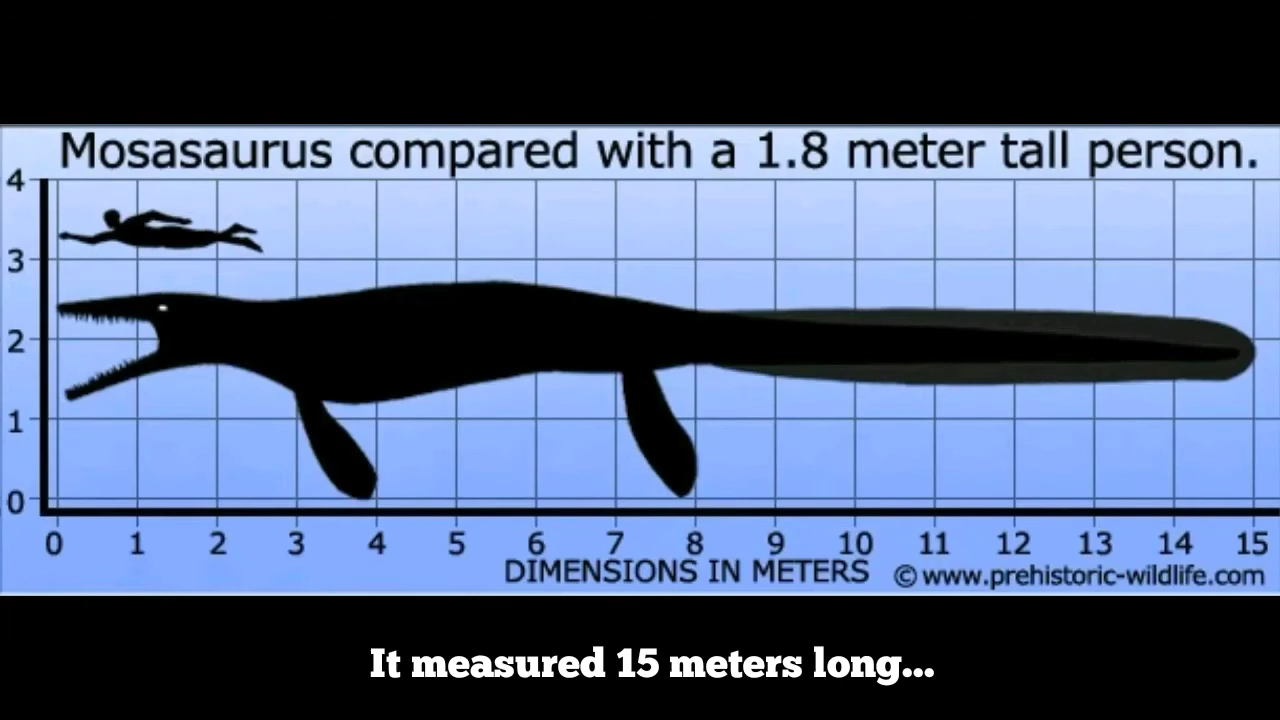 Mosasaurus compared with a 1.8 meter tall person.
4
3
2
1
0
0 1 2 3 4 5 6 7 8 9 10 11 12 13 14 15
DIMENSIONS IN METERS © www.prehistoric-wildlife.com
It measured 15 meters long...